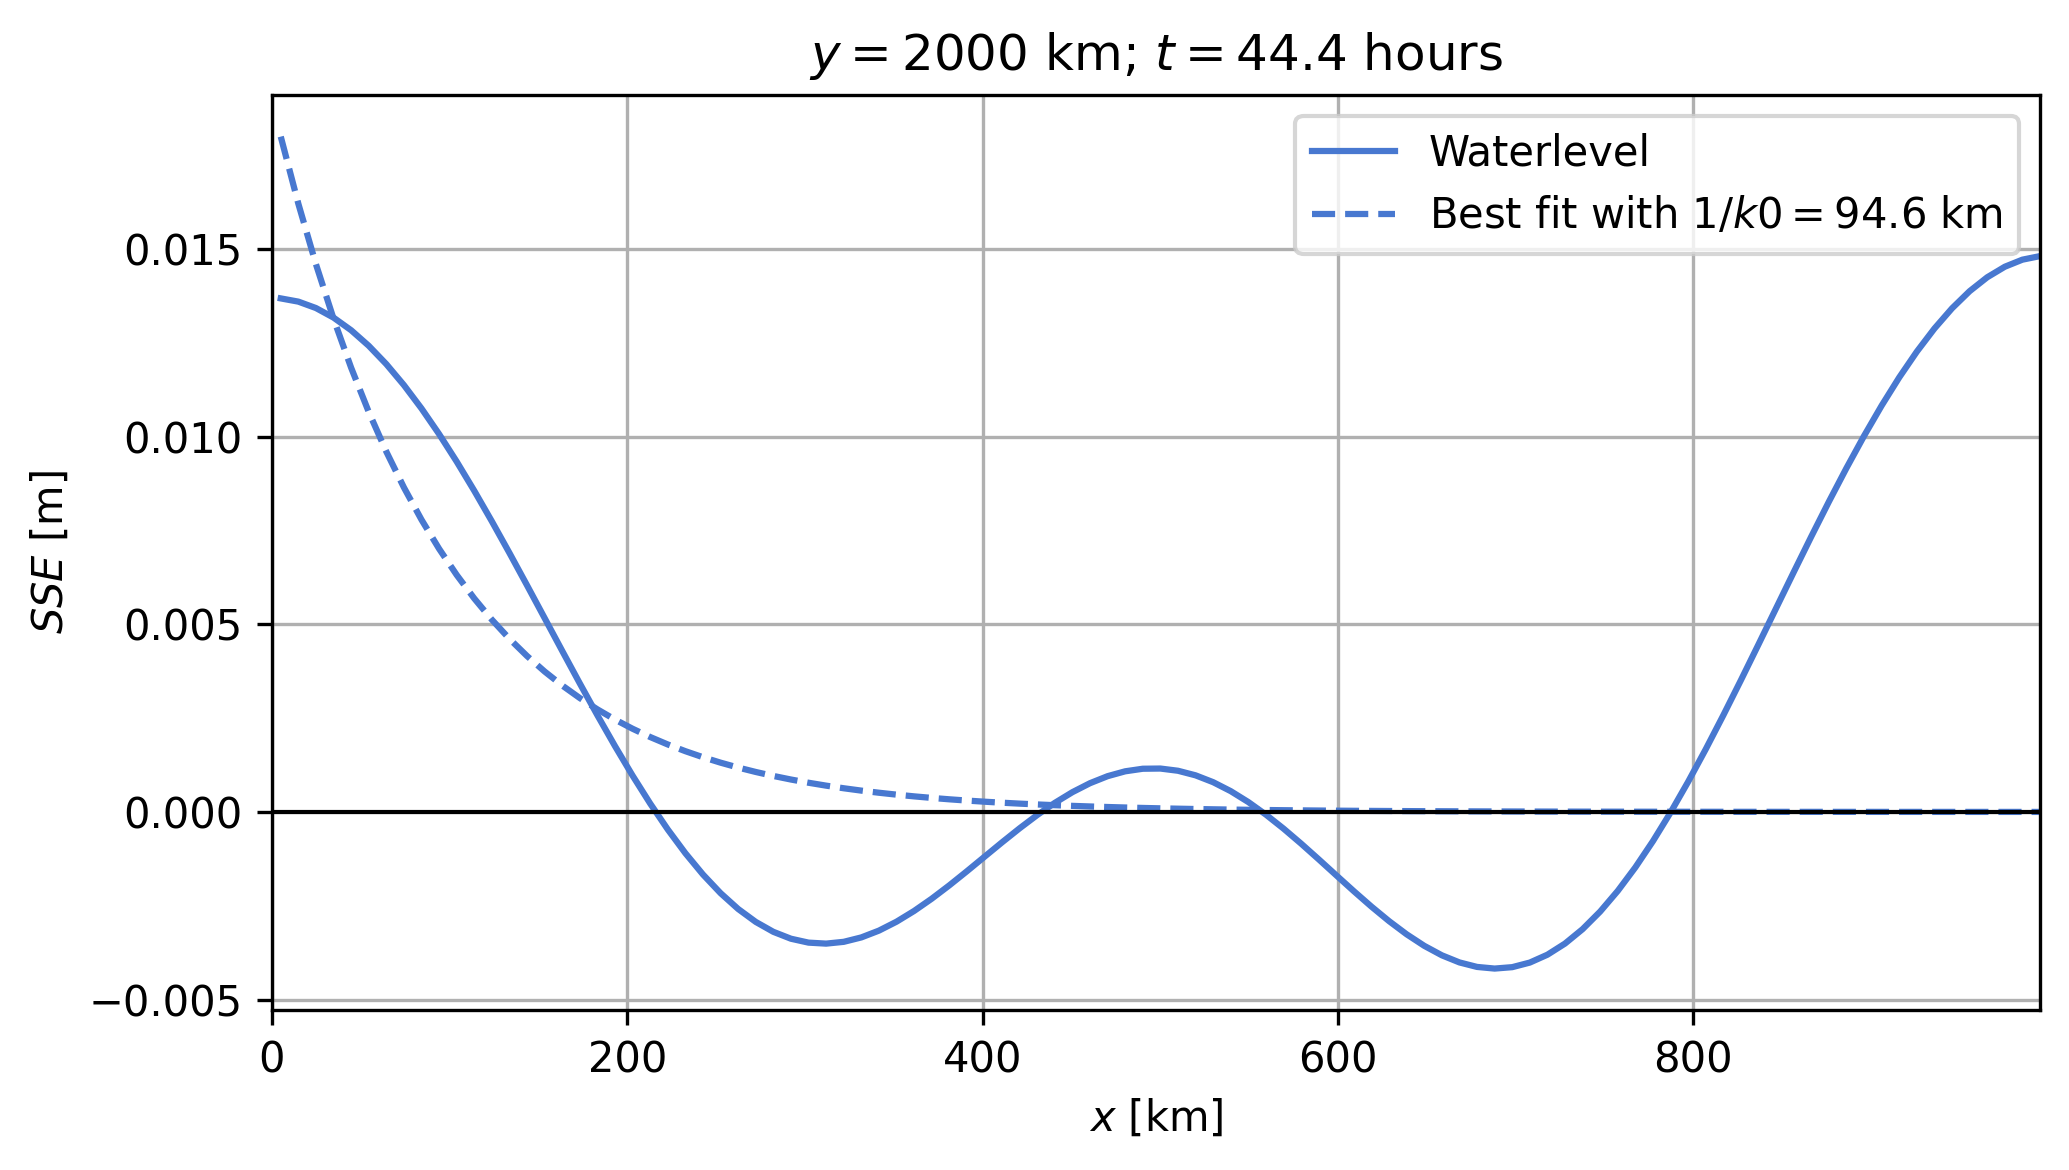 y = 2000 km; t = 44.4 hours
Waterlevel
Best fit with 1/k0 = 94.6 km
0.015
0.010
0.005
0.000
−0.005
SSE [m]
0 200 400 600 800
x [km]